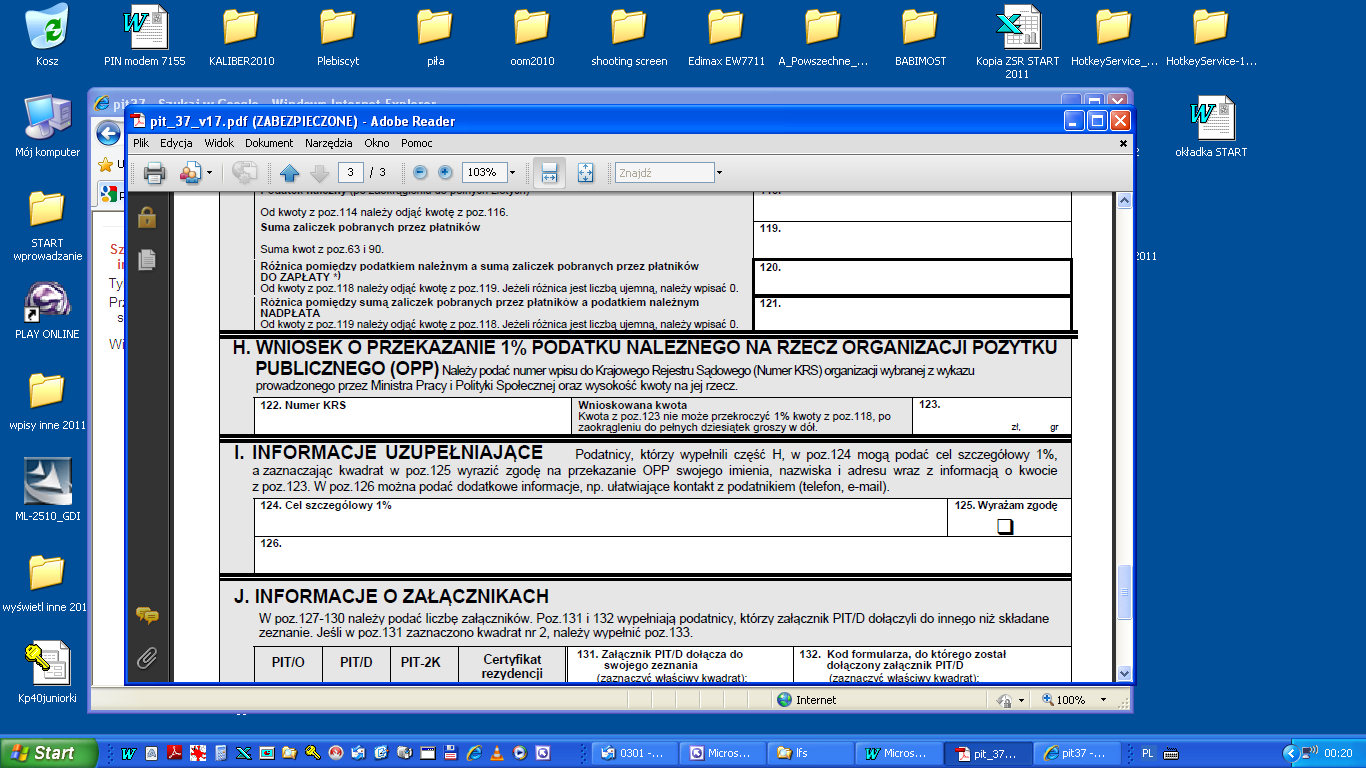 Kosz
PIN modem 7155
KALIBER2010
Plebiscyt
piła
oom2010
shooting screen
Edimax EW7711
A_Powszechne_...
BABIMOST
Kopia ZSR START
2011
HotkeyService_...
HotkeyService-1...
Mój komputer
START
wprowadzanie
PLAY ONLINE
wpisy inne 2011
ML-2510_GDI
wyświetl inne 201
Kp40juniorki
okładka START
2011
pit37 - Szukaj w Google - Windows Internet Explorer
pit_37_v17.pdf (ZABEZPIECZONE) - Adobe Reader
Plik Edycja Widok Dokument Narzędzia Okno Pomoc
3 / 3 103% Znajdź
Od kwoty z poz.114 należy odjąć kwotę z poz.116.
Suma zaliczek pobranych przez płatników
119.
Suma kwot z poz.63 i 90.
Różnica pomiędzy podatkiem należnym a sumą zaliczek pobranych przez płatników
DO ZAPŁATY *)
Od kwoty z poz.118 należy odjąć kwotę z poz.119. Jeżeli różnica jest liczbą ujemną, należy wpisać 0.
120.
Różnica pomiędzy sumą zaliczek pobranych przez płatników a podatkiem należnym
NADPŁATA
Od kwoty z poz.119 należy odjąć kwotę z poz.118. Jeżeli różnica jest liczbą ujemną, należy wpisać 0.
121.
H. WNIOSEK O PRZEKAZANIE 1% PODATKU NALEŻNEGO NA RZECZ ORGANIZACJI POŻYTKU
PUBLICZNEGO (OPP) Należy podać numer wpisu do Krajowego Rejestru Sądowego (Numer KRS) organizacji wybranej z wykazu
prowadzonego przez Ministra Pracy i Polityki Społecznej oraz wysokość kwoty na jej rzecz.
122. Numer KRS
Wnioskowana kwota
Kwota z poz.123 nie może przekroczyć 1% kwoty z poz.118, po
zaokrągleniu do pełnych dziesiątek groszy w dół.
123.
zł, gr
I. INFORMACJE UZUPEŁNIAJĄCE Podatnicy, którzy wypełnili część H, w poz.124 mogą podać cel szczegółowy 1%,
a zaznaczając kwadrat w poz.125 wyrazić zgodę na przekazanie OPP swojego imienia, nazwiska i adresu wraz z informacją o kwocie
z poz.123. W poz.126 można podać dodatkowe informacje, np. ułatwiające kontakt z podatnikiem (telefon, e-mail).
124. Cel szczegółowy 1%
125. Wyrażam zgodę
126.
J. INFORMACJE O ZAŁĄCZNIKACH
W poz.127-130 należy podać liczbę załączników. Poz.131 i 132 wypełniają podatnicy, którzy załącznik PIT/D dołączyli do innego niż składane
zeznanie. Jeśli w poz.131 zaznaczono kwadrat nr 2, należy wypełnić poz.133.
PIT/O PIT/D PIT-2K
Certyfikat
rezydencji
131. Załącznik PIT/D dołącza do
swojego zeznania
(zaznaczyć właściwy kwadrat):
132. Kod formularza, do którego został
dołączony załącznik PIT/D
(zaznaczyć właściwy kwadrat):
Internet
100%
Start
0301 -...
Micros...
lfs
Micros...
pit_37...
pit37 -...
PL
00:20